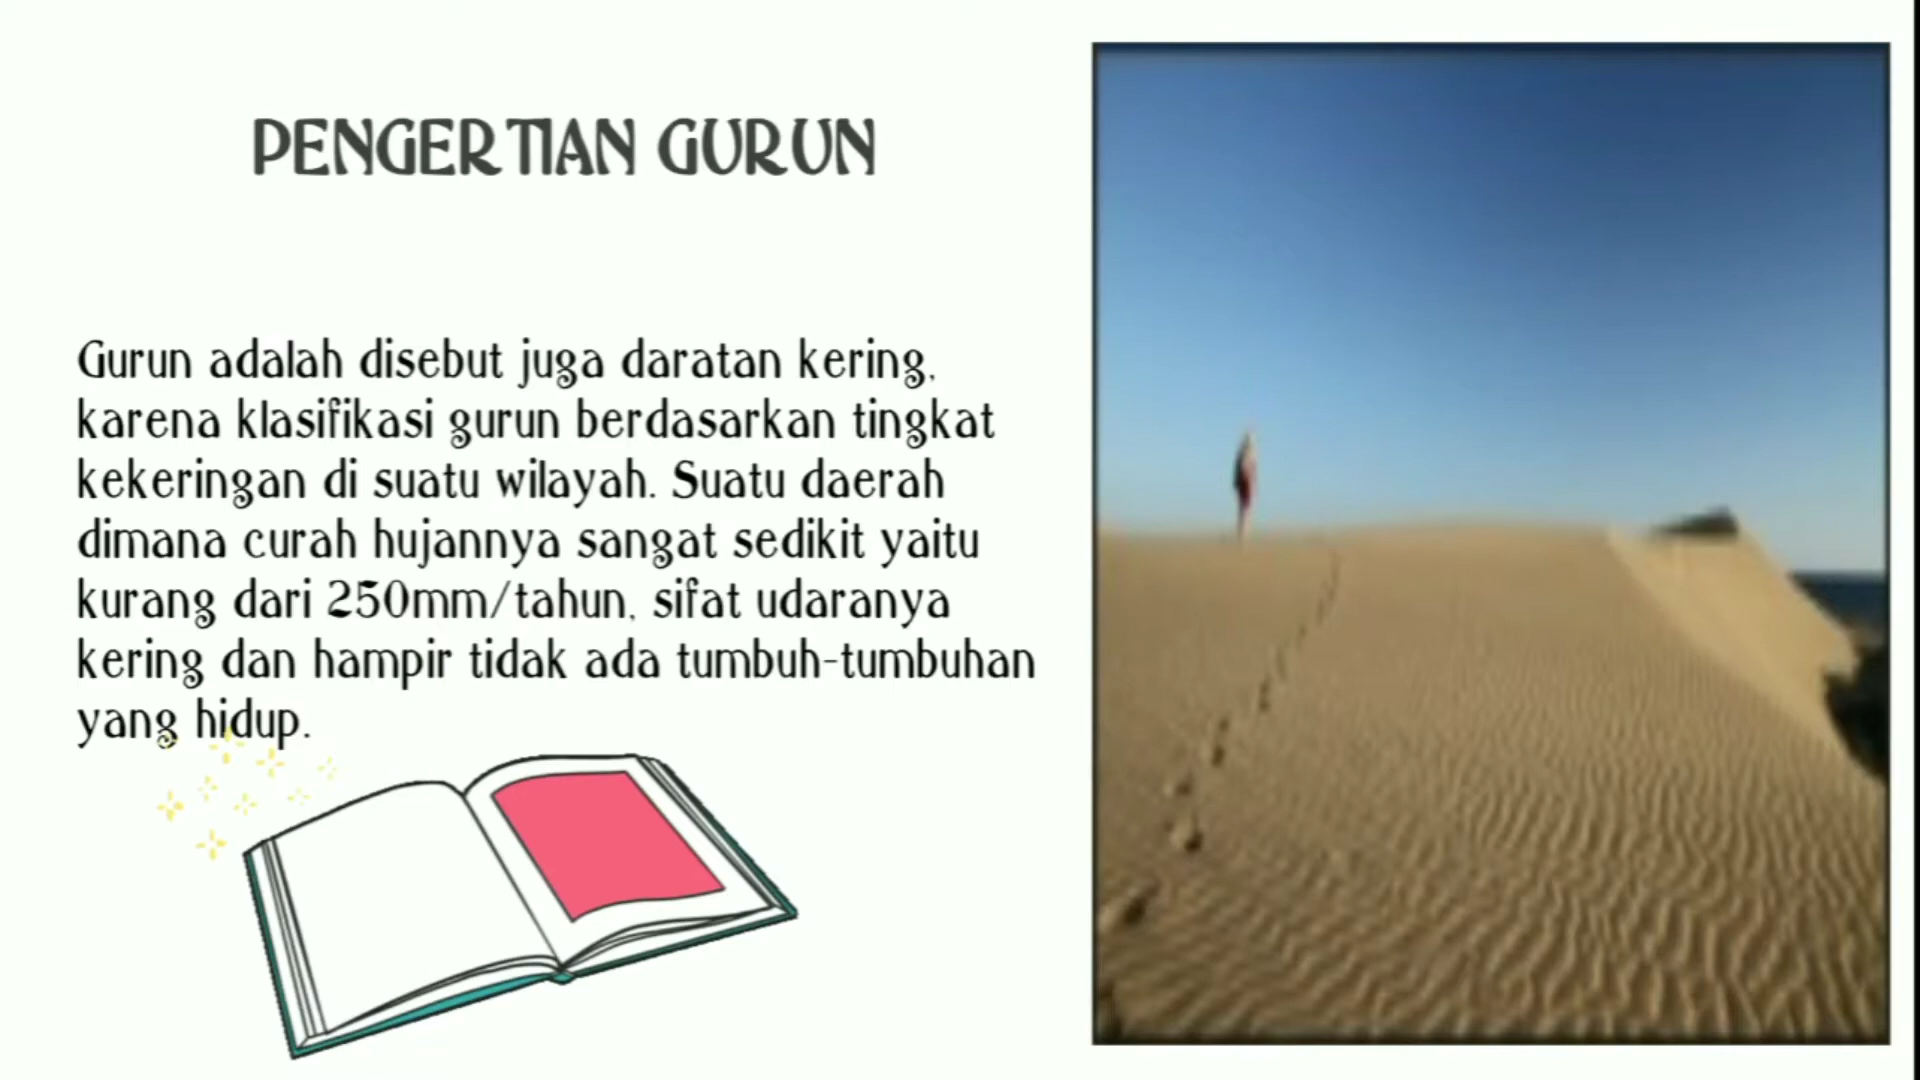 PENGERTIAN GURUN
Gurun adalah disebut juga daratan kering,
karena klasifikasi gurun berdasarkan tingkat
kekeringan di suatu wilayah. Suatu daerah
dimana curah hujannya sangat sedikit yaitu
kurang dari 250mm/tahun, sifat udaranya
kering dan hampir tidak ada tumbuh-tumbuhan
yang hidup.